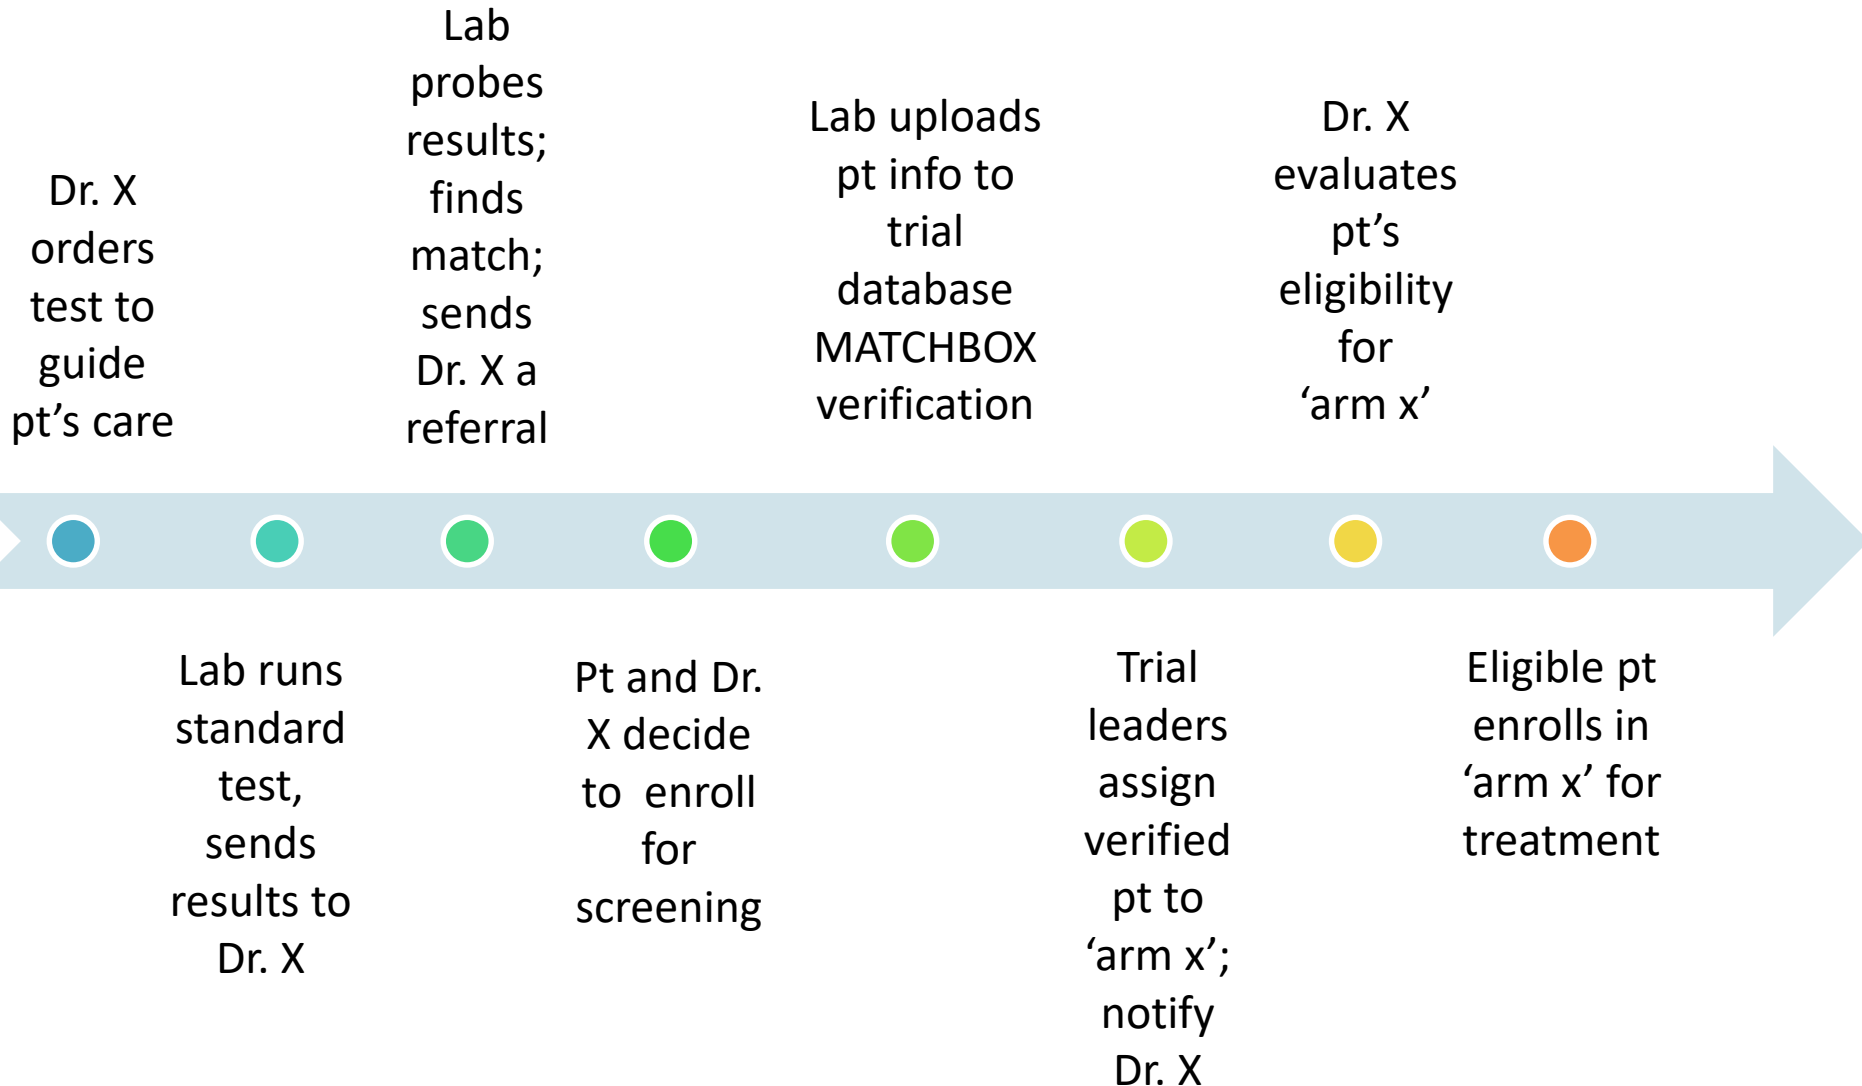 Dr. X
orders
test to
guide
pt’s care
Lab runs
standard
test,
sends
results to
Dr. X
Lab
probes
results;
finds
match;
sends
Dr. X a
referral
Pt and Dr.
X decide
to  enroll
for
screening
Lab uploads
pt info to
trial
database
MATCHBOX
verification
Trial
leaders
assign
verified
pt to
‘arm x’;
notify
Dr. X
Dr. X
evaluates
pt’s
eligibility
for
‘arm x’
Eligible pt
enrolls in
‘arm x’ for
treatment